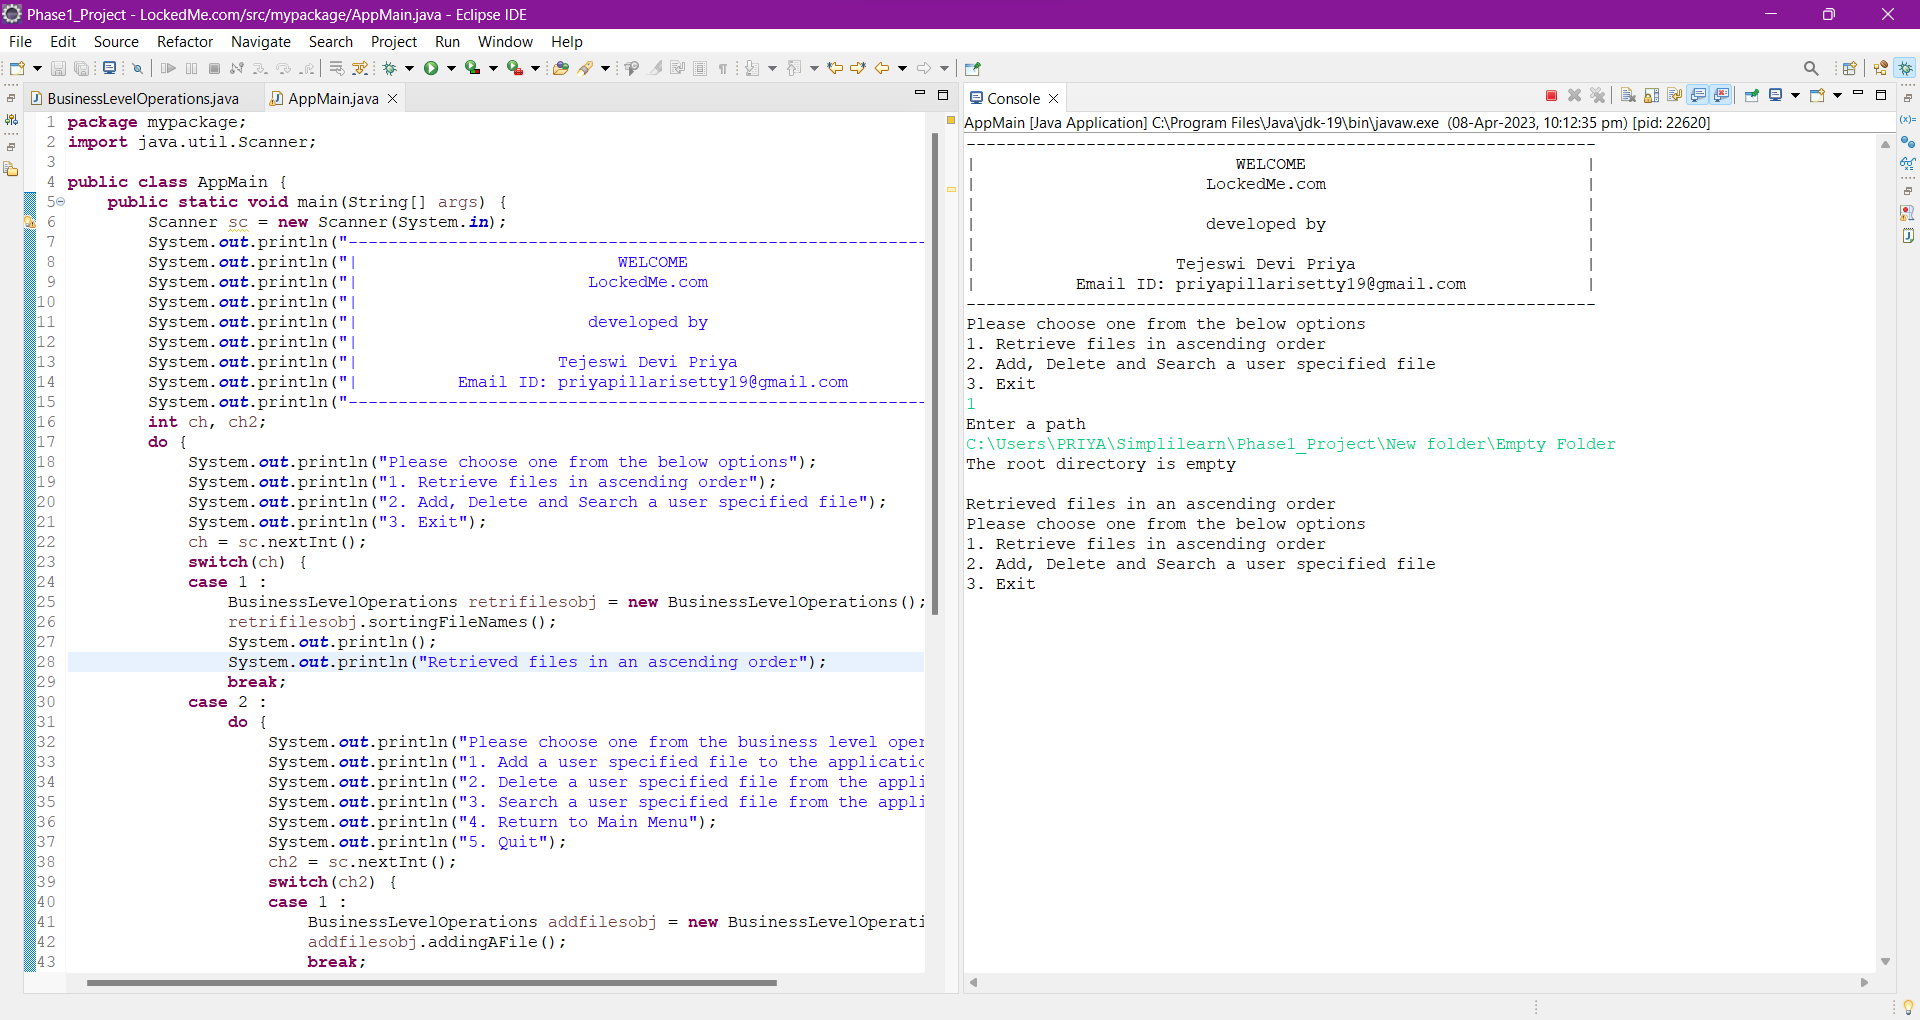 Phase1_Project - LockedMe.com/src/mypackage/AppMain.java - Eclipse IDE
File Edit Source Refactor Navigate Search Project Run Window Help
BusinessLevelOperations.java AppMain.java
1 package mypackage;
2 import java.util.Scanner;
3
4 public class AppMain {
5 public static void main(String[] args) {
6 Scanner sc = new Scanner(System.in);
7 System.out.println("----------------------------------------------------------
8 System.out.println("| WELCOME
9 System.out.println("| LockedMe.com
10 System.out.println("|
11 System.out.println("| developed by
12 System.out.println("|
13 System.out.println("| Tejeswi Devi Priya
14 System.out.println("| Email ID: priyapillarisetty19@gmail.com
15 System.out.println("----------------------------------------------------------
16 int ch, ch2;
17 do {
18 System.out.println("Please choose one from the below options");
19 System.out.println("1. Retrieve files in ascending order");
20 System.out.println("2. Add, Delete and Search a user specified file");
21 System.out.println("3. Exit");
22 ch = sc.nextInt();
23 switch(ch) {
24 case 1 :
25 BusinessLevelOperations retrifilesobj = new BusinessLevelOperations();
26 retrifilesobj.sortingFileNames();
27 System.out.println();
28 System.out.println("Retrieved files in an ascending order");
29 break;
30 case 2 :
31 do {
32 System.out.println("Please choose one from the business level oper
33 System.out.println("1. Add a user specified file to the applicatio
34 System.out.println("2. Delete a user specified file from the appli
35 System.out.println("3. Search a user specified file from the appli
36 System.out.println("4. Return to Main Menu");
37 System.out.println("5. Quit");
38 ch2 = sc.nextInt();
39 switch(ch2) {
40 case 1 :
41 BusinessLevelOperations addfilesobj = new BusinessLevelOperati
42 addfilesobj.addingAFile();
43 break;
Console
AppMain [Java Application] C:\Program Files\Java\jdk-19\bin\javaw.exe (08-Apr-2023, 10:12:35 pm) [pid: 22620]
---------------------------------------------------------------
| WELCOME |
| LockedMe.com |
| |
| developed by |
| |
| Tejeswi Devi Priya |
| Email ID: priyapillarisetty19@gmail.com |
---------------------------------------------------------------
Please choose one from the below options
1. Retrieve files in ascending order
2. Add, Delete and Search a user specified file
3. Exit
1
Enter a path
C:\Users\PRIYA\Simplilearn\Phase1_Project\New folder\Empty Folder
The root directory is empty
Retrieved files in an ascending order
Please choose one from the below options
1. Retrieve files in ascending order
2. Add, Delete and Search a user specified file
3. Exit